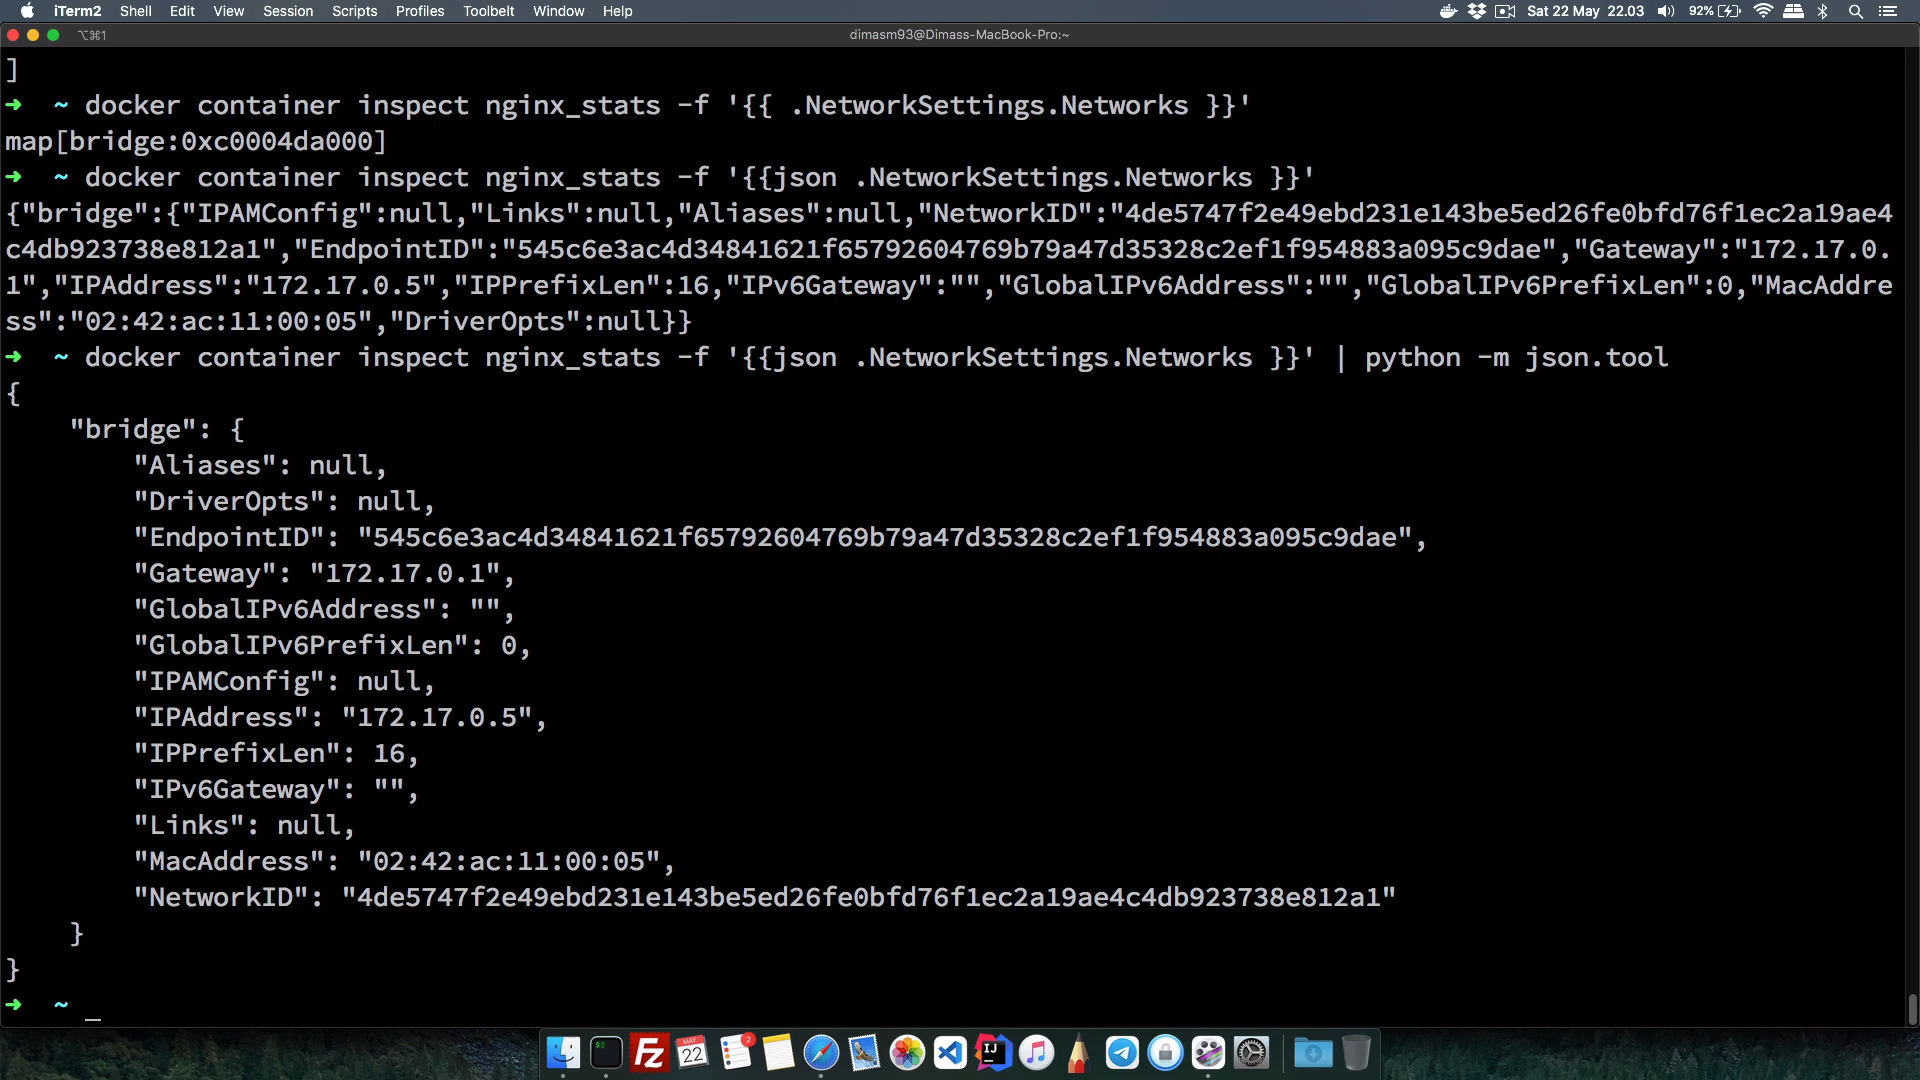 iTerm2 Shell Edit View Session Scripts Profiles Toolbelt Window Help Sat 22 May 22.03 92%
⌥⌘1 dimasm93@Dimass-MacBook-Pro:~
]
➜ ~ docker container inspect nginx_stats -f '{{ .NetworkSettings.Networks }}'
map[bridge:0xc0004da000]
➜ ~ docker container inspect nginx_stats -f '{{json .NetworkSettings.Networks }}'
{"bridge":{"IPAMConfig":null,"Links":null,"Aliases":null,"NetworkID":"4de5747f2e49ebd231e143be5ed26fe0bfd76f1ec2a19ae4
c4db923738e812a1","EndpointID":"545c6e3ac4d34841621f65792604769b79a47d35328c2ef1f954883a095c9dae","Gateway":"172.17.0.
1","IPAddress":"172.17.0.5","IPPrefixLen":16,"IPv6Gateway":"","GlobalIPv6Address":"","GlobalIPv6PrefixLen":0,"MacAddre
ss":"02:42:ac:11:00:05","DriverOpts":null}}
➜ ~ docker container inspect nginx_stats -f '{{json .NetworkSettings.Networks }}' | python -m json.tool
{
    "bridge": {
        "Aliases": null,
        "DriverOpts": null,
        "EndpointID": "545c6e3ac4d34841621f65792604769b79a47d35328c2ef1f954883a095c9dae",
        "Gateway": "172.17.0.1",
        "GlobalIPv6Address": "",
        "GlobalIPv6PrefixLen": 0,
        "IPAMConfig": null,
        "IPAddress": "172.17.0.5",
        "IPPrefixLen": 16,
        "IPv6Gateway": "",
        "Links": null,
        "MacAddress": "02:42:ac:11:00:05",
        "NetworkID": "4de5747f2e49ebd231e143be5ed26fe0bfd76f1ec2a19ae4c4db923738e812a1"
    }
}
➜ ~ _
$ FZ MAY 22 2 IJ